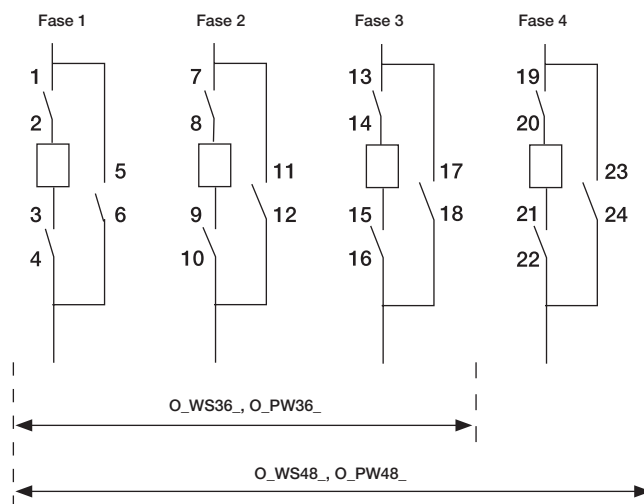 Fase 1 Fase 2 Fase 3 Fase 4
1 7 13 19
2 8 14 20
5 11 17 23
3 6 9 12 15 18 21 24
4 10 16 22
O_WS36_, O_PW36_
O_WS48_, O_PW48_